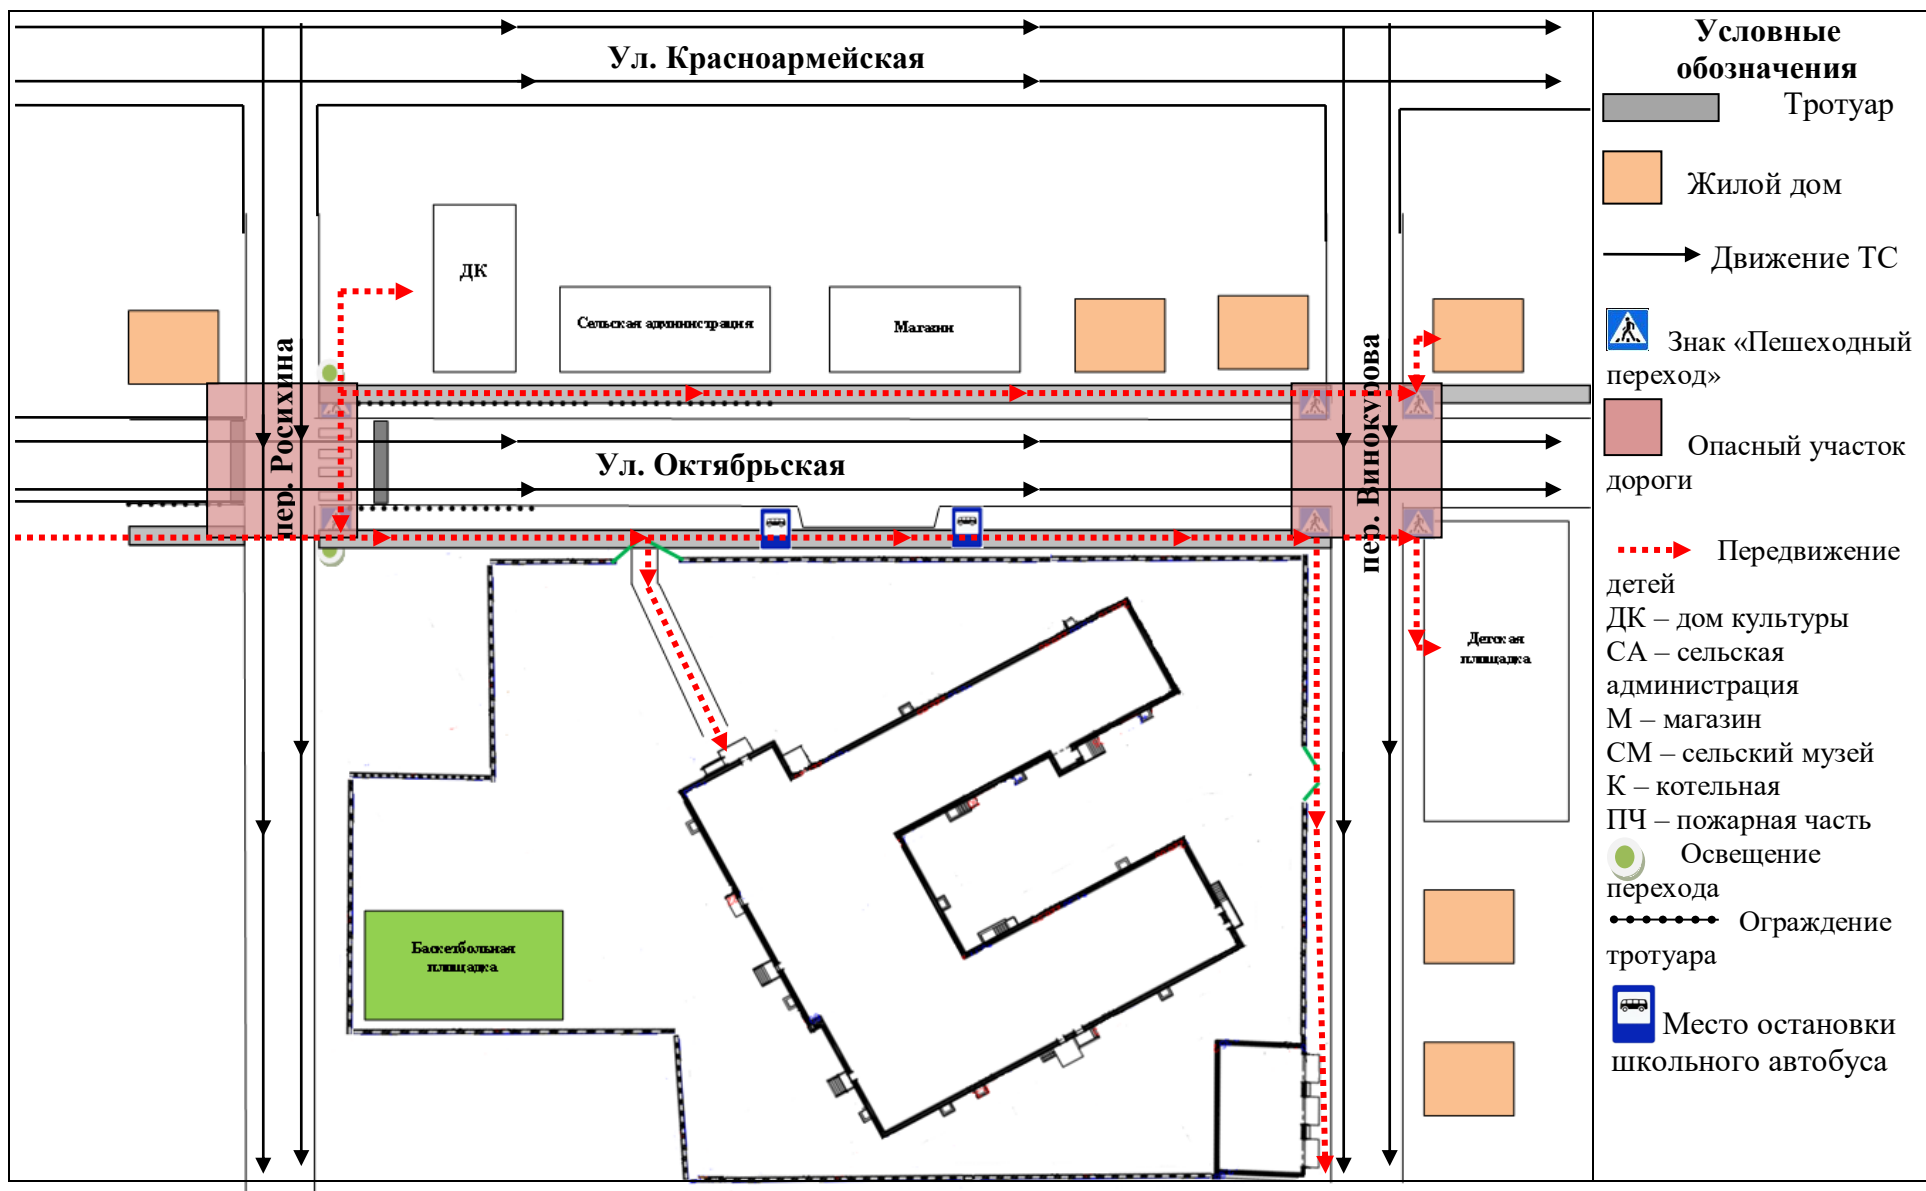 Ул. Красноармейская
ДК
Сельская администрация
Магазин
пер. Росихина
пер. Винокурова
Ул. Октябрьская
Детская
площадка
Баскетбольная
площадка
Условные
обозначения
Тротуар
Жилой дом
Движение ТС
Знак «Пешеходный
переход»
Опасный участок
дороги
Передвижение
детей
ДК – дом культуры
СА – сельская
администрация
М – магазин
СМ – сельский музей
К – котельная
ПЧ – пожарная часть
Освещение
перехода
Ограждение
тротуара
Место остановки
школьного автобуса